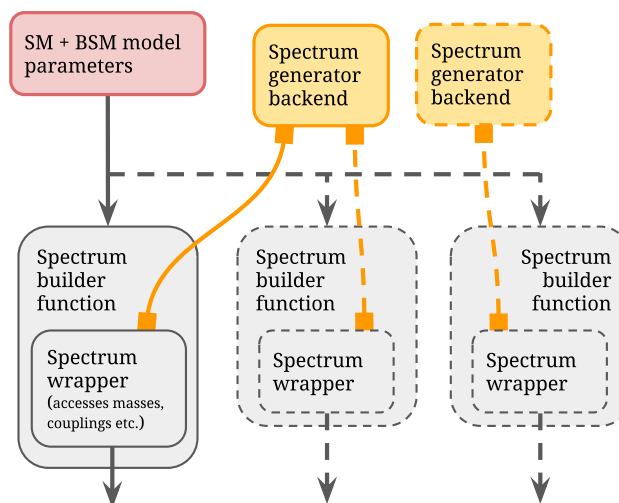 SM + BSM model
parameters
Spectrum
generator
backend
Spectrum
generator
backend
Spectrum
builder
function
Spectrum
wrapper
(accesses masses,
couplings etc.)
Spectrum
builder
function
Spectrum
wrapper
Spectrum
builder
function
Spectrum
wrapper